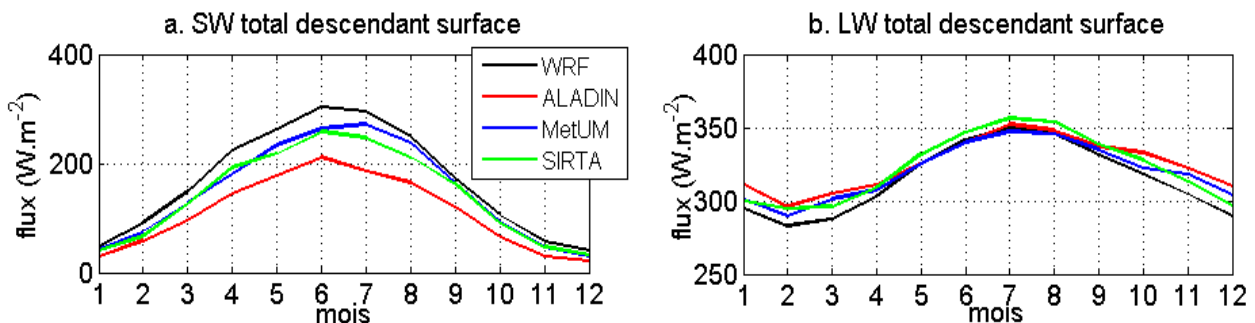 a. SW total descendant surface
400
200
0
flux (W.m⁻²)
1 2 3 4 5 6 7 8 9 10 11 12
mois
WRF
ALADIN
MetUM
SIRTA
b. LW total descendant surface
400
350
300
250
flux (W.m⁻²)
1 2 3 4 5 6 7 8 9 10 11 12
mois